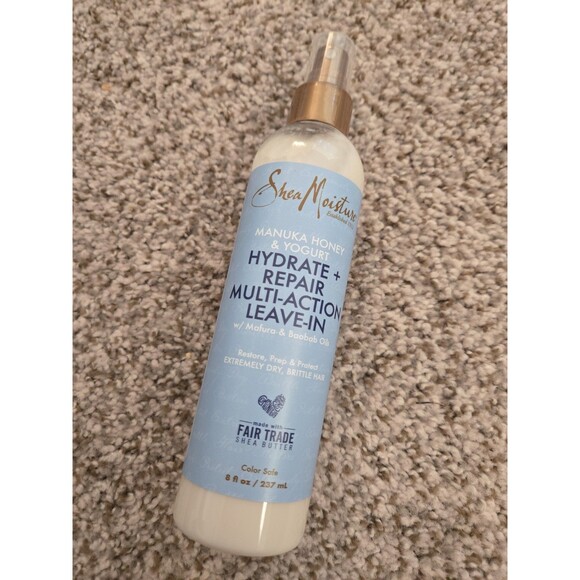 SheaMoisture
MANUKA HONEY
& YOGURT
HYDRATE +
REPAIR
MULTI-ACTION
LEAVE-IN
w/ Mafura & Baobab Oils
Restore, Prep & Protect
EXTREMELY DRY, BRITTLE HAIR
made with
FAIR TRADE
SHEA BUTTER
Color Safe
8 fl oz / 237 mL